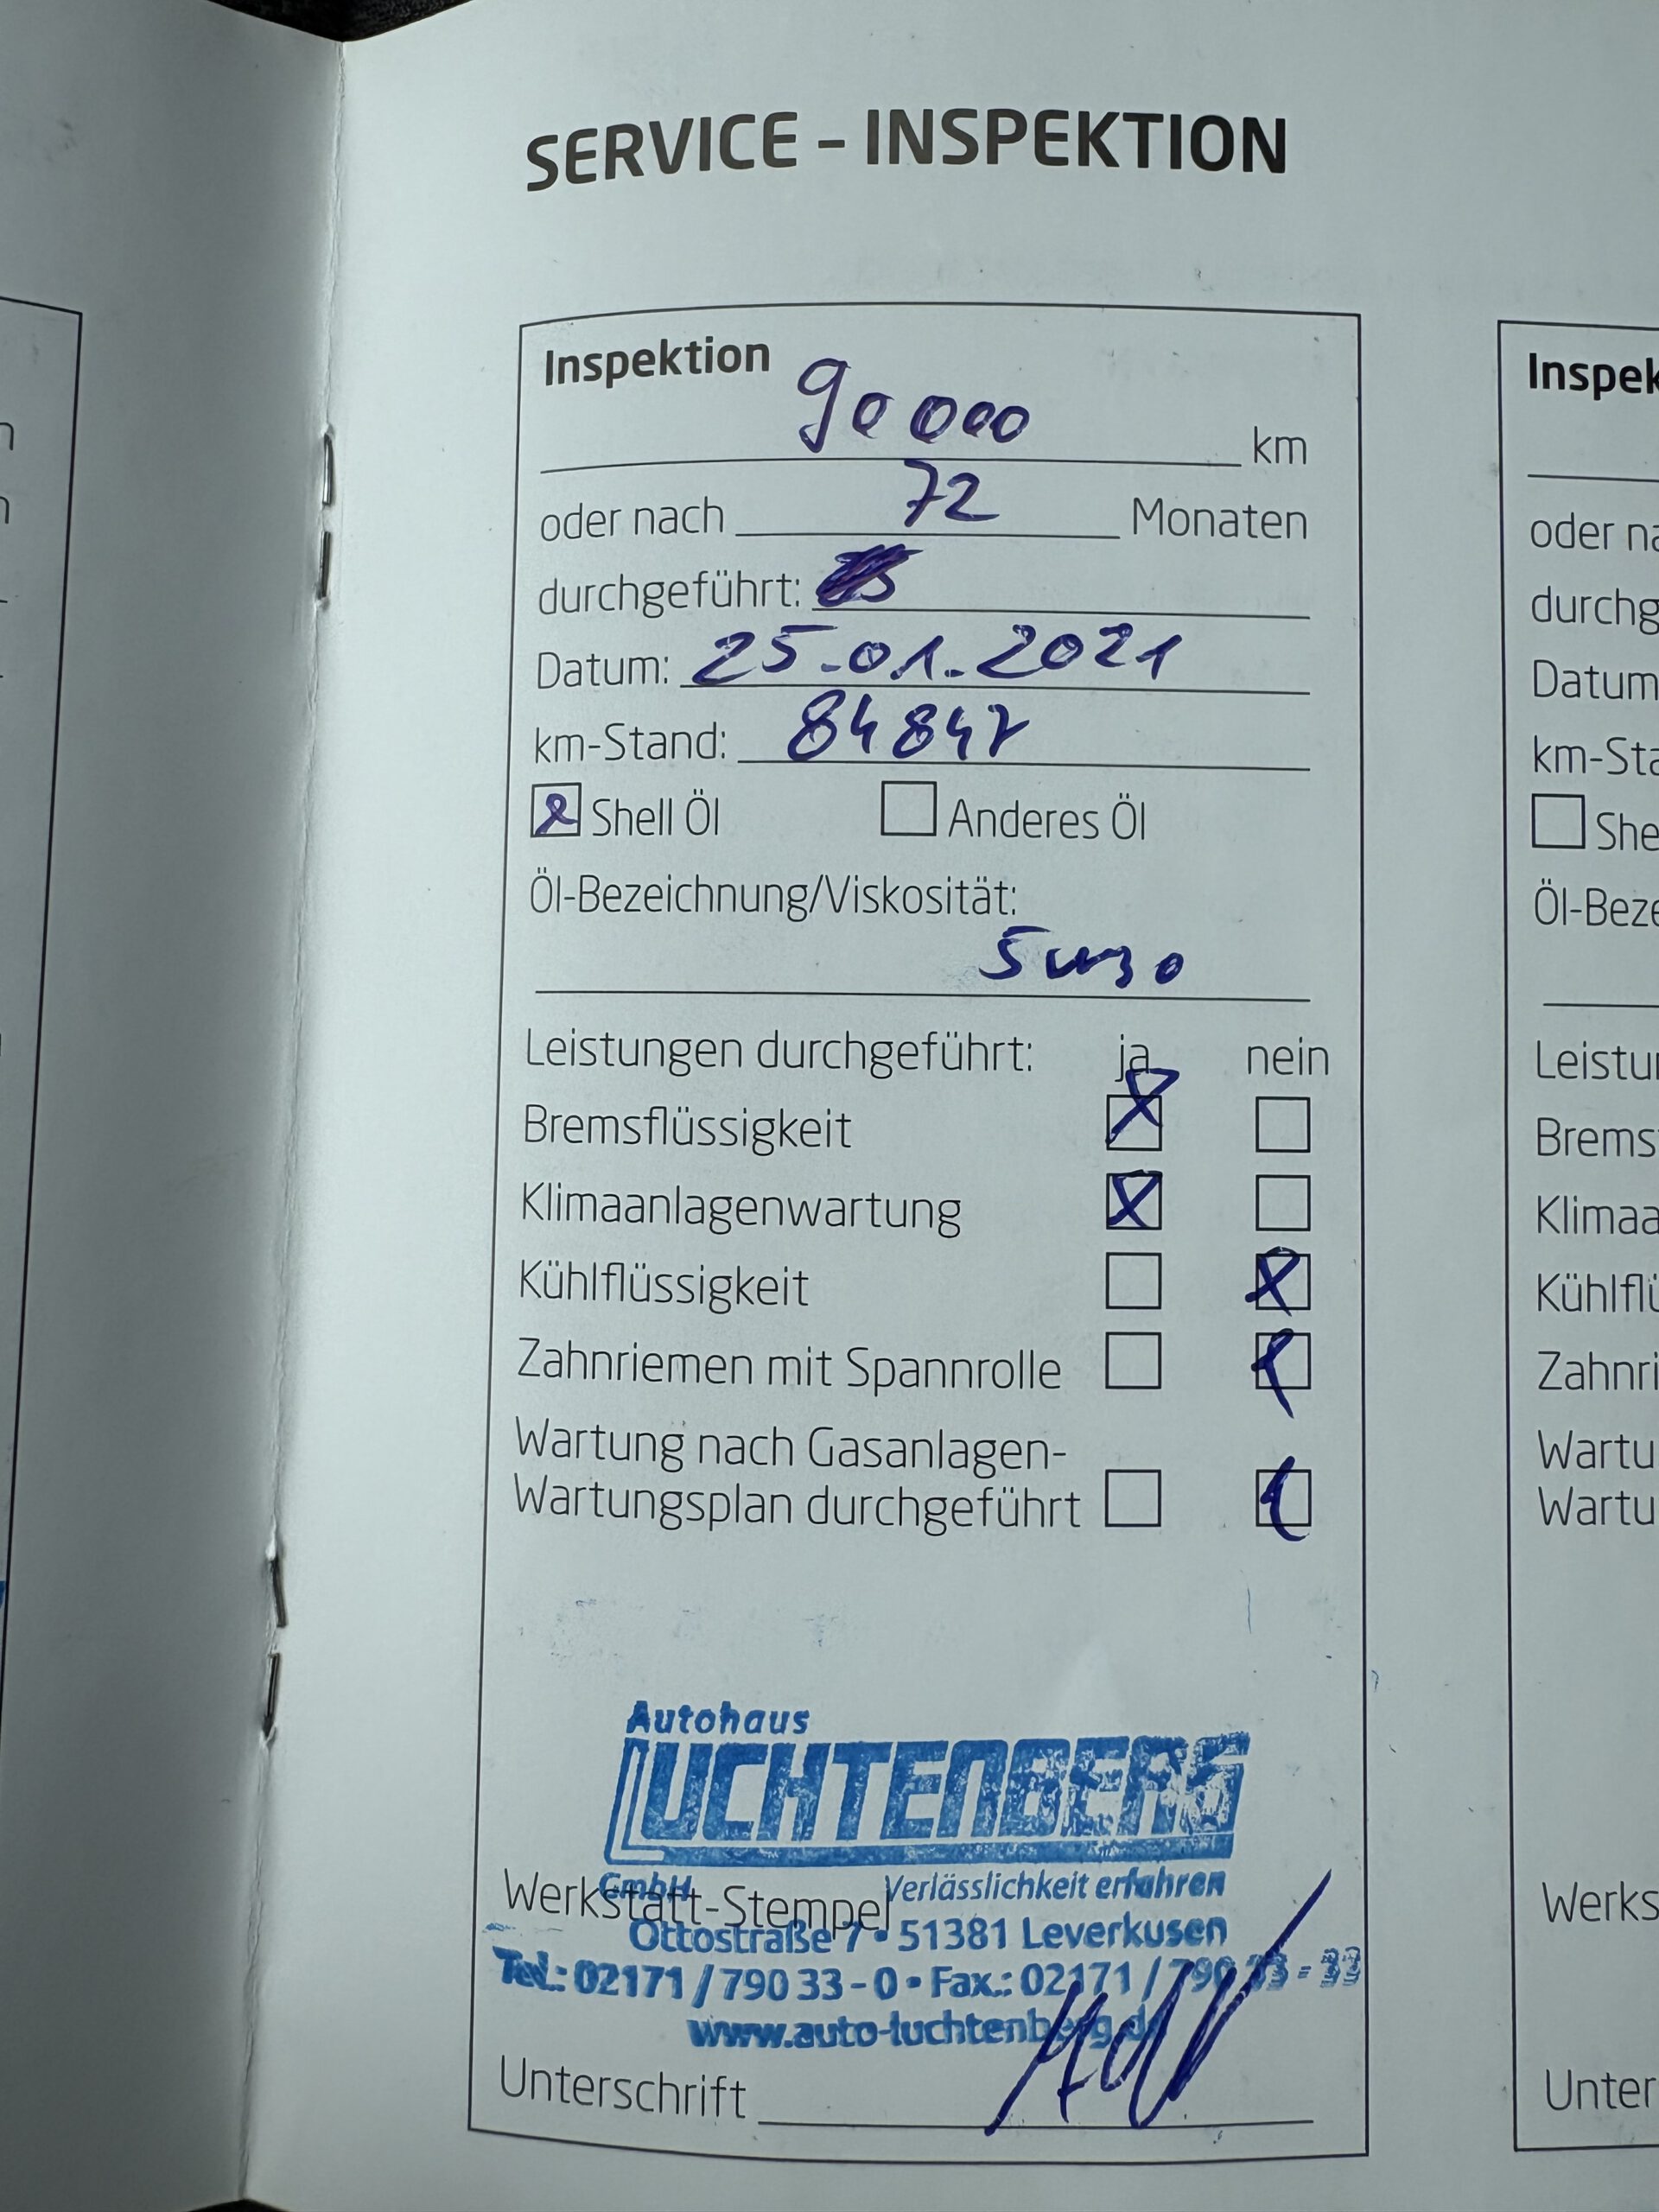 SERVICE – INSPEKTION
Inspektion
90 000 km
oder nach 72 Monaten
durchgeführt:
Datum: 25.01.2021
km-Stand: 84847
Shell Öl Anderes Öl
Öl-Bezeichnung/Viskosität:
5w30
Leistungen durchgeführt: ja nein
Bremsflüssigkeit
Klimaanlagenwartung
Kühlflüssigkeit
Zahnriemen mit Spannrolle
Wartung nach Gasanlagen-
Wartungsplan durchgeführt
Autohaus
LUCHTENBERG
GmbH Verlässlichkeit erfahren
Werkstatt-Stempel
Ottostraße 7 • 51381 Leverkusen
Tel.: 02171 / 790 33 - 0 • Fax.: 02171 / 790 33 - 33
www.auto-luchtenberg.de
Unterschrift
Inspek
oder na
durchg
Datum
km-Sta
She
Öl-Beze
Leistu
Brems
Klimaa
Kühlflü
Zahnri
Wartu
Wartu
Werks
Unter